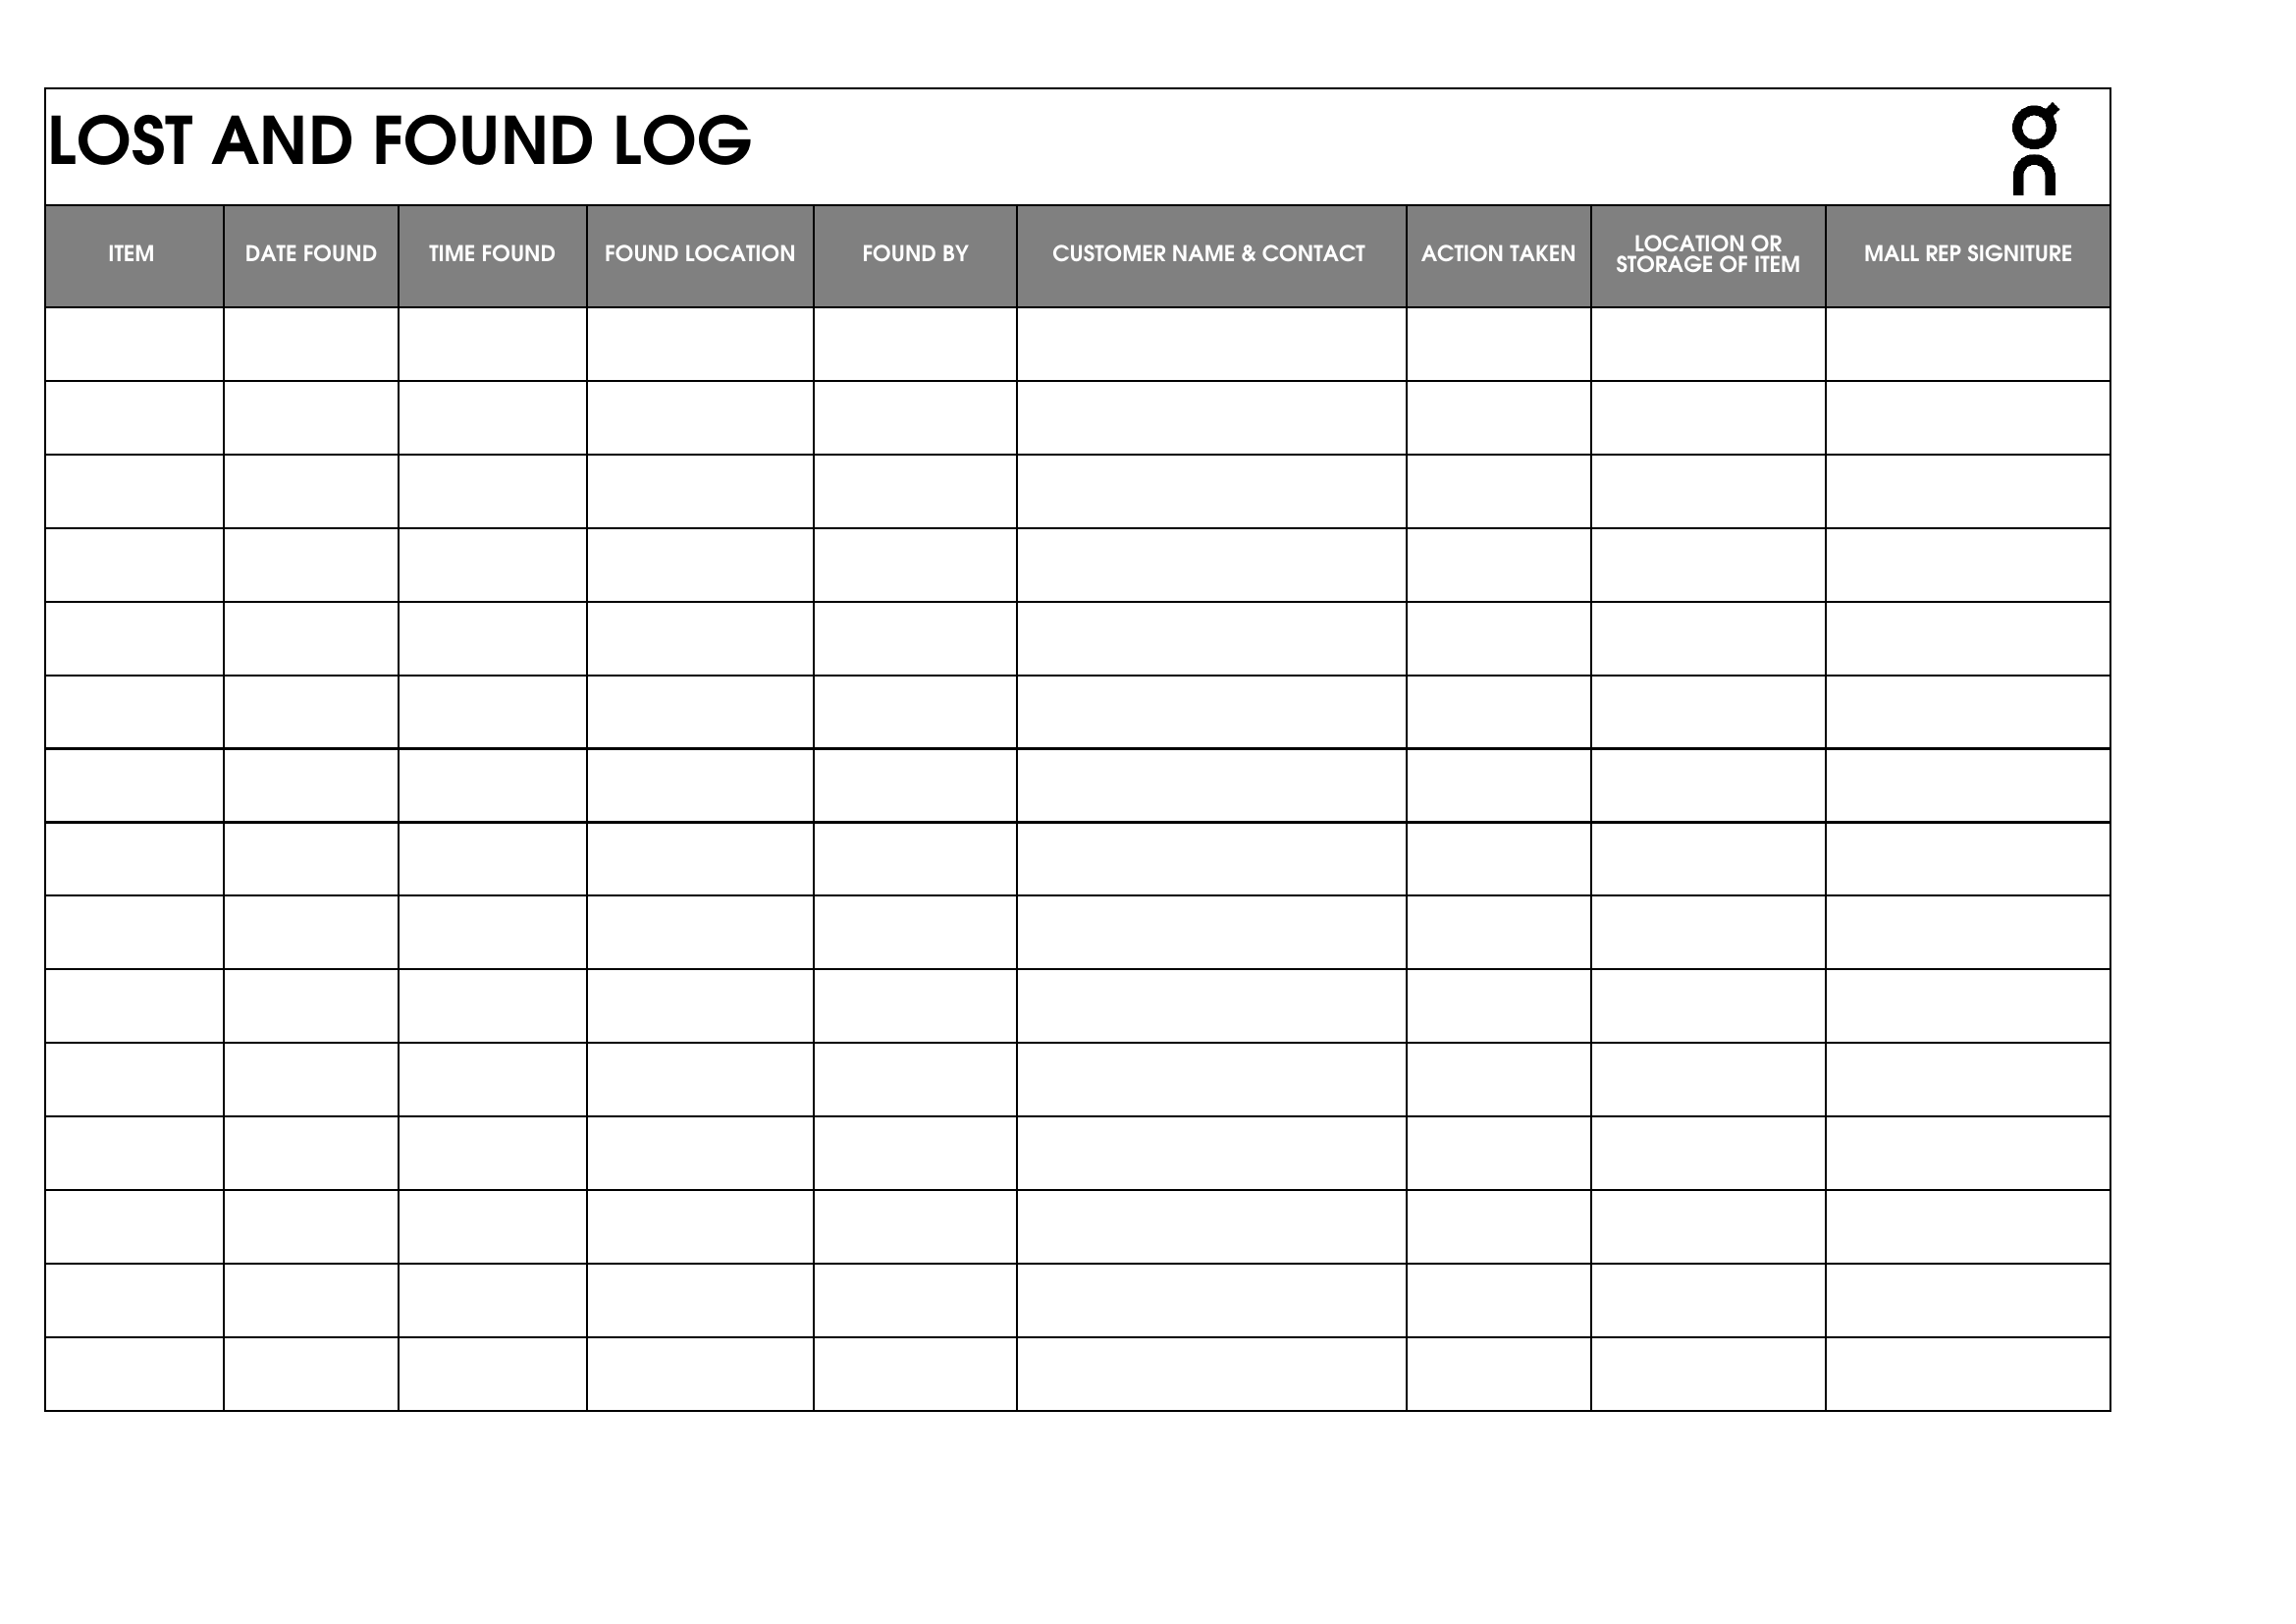 LOST AND FOUND LOG
ITEM
DATE FOUND
TIME FOUND
FOUND LOCATION
FOUND BY
CUSTOMER NAME & CONTACT
ACTION TAKEN
LOCATION OR
STORAGE OF ITEM
MALL REP SIGNITURE